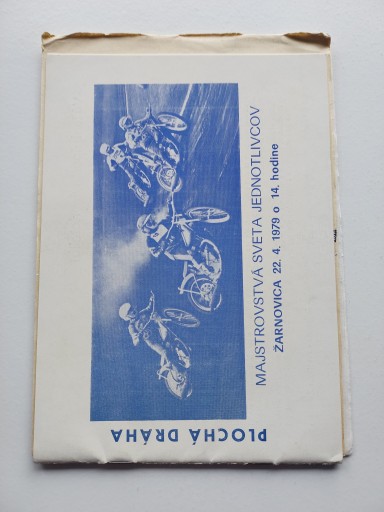 PLOCHÁ DRÁHA
MAJSTROVSTVÁ SVETA JEDNOTLIVCOV
ŽARNOVICA 22. 4. 1979 o 14. hodine